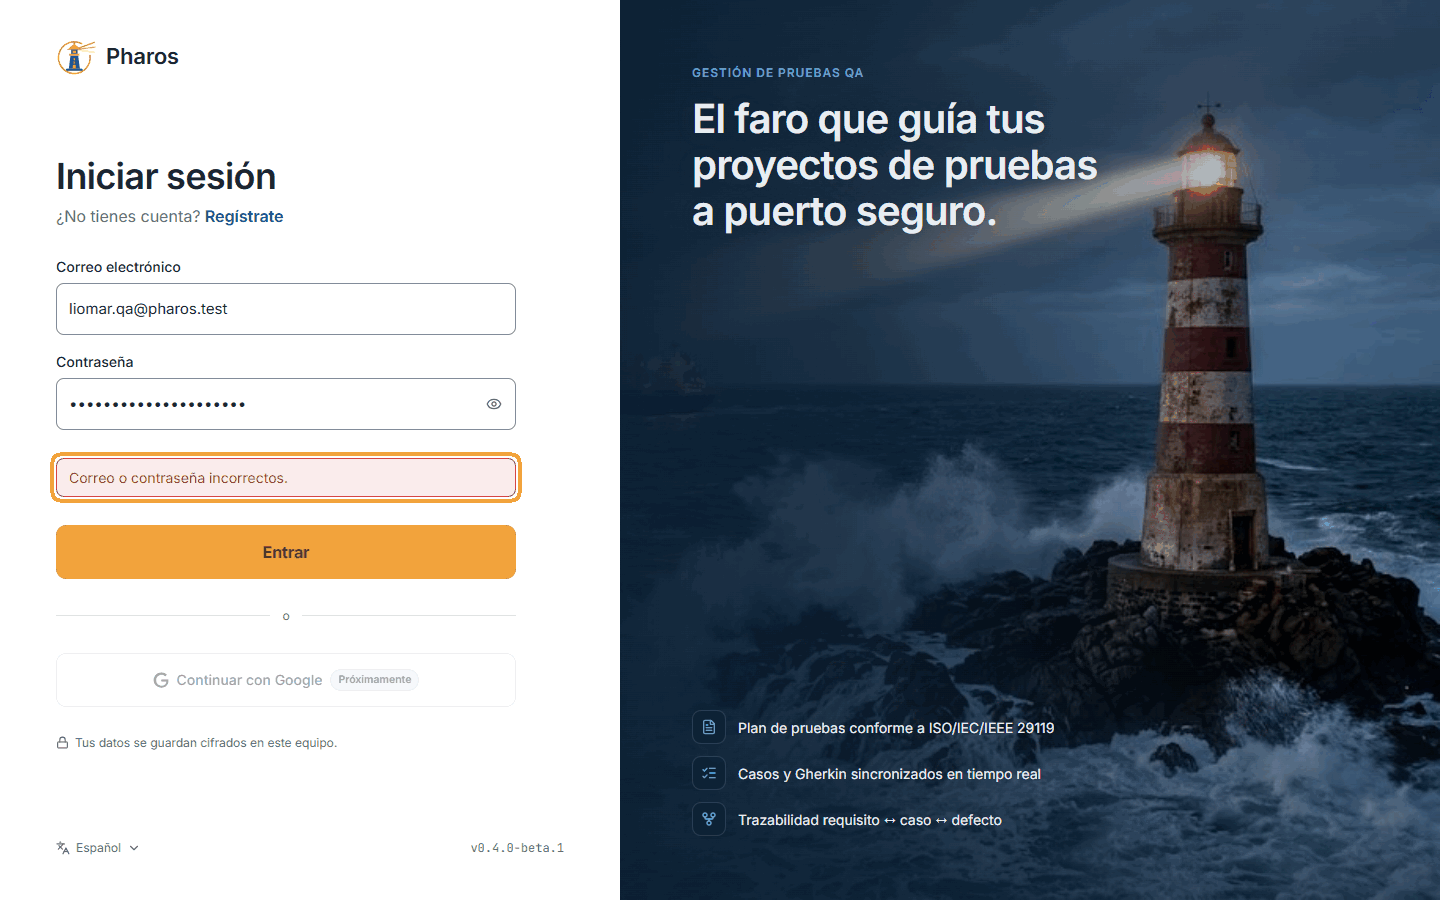 Pharos
Iniciar sesión
¿No tienes cuenta? Regístrate
Correo electrónico
liomar.qa@pharos.test
Contraseña
•••••••••••••••••••••
Correo o contraseña incorrectos.
Entrar
o
Continuar con Google Próximamente
Tus datos se guardan cifrados en este equipo.
Español
v0.4.0-beta.1
GESTIÓN DE PRUEBAS QA
El faro que guía tus
proyectos de pruebas
a puerto seguro.
Plan de pruebas conforme a ISO/IEC/IEEE 29119
Casos y Gherkin sincronizados en tiempo real
Trazabilidad requisito ↔ caso ↔ defecto